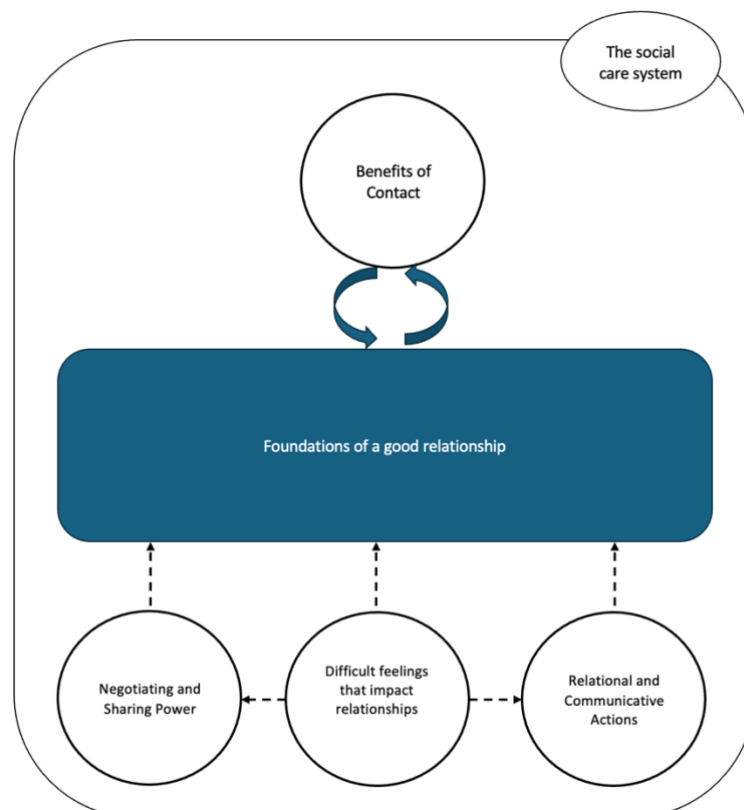 The social
care system
Benefits of
Contact
Foundations of a good relationship
Negotiating and
Sharing Power
Difficult feelings
that impact
relationships
Relational and
Communicative
Actions